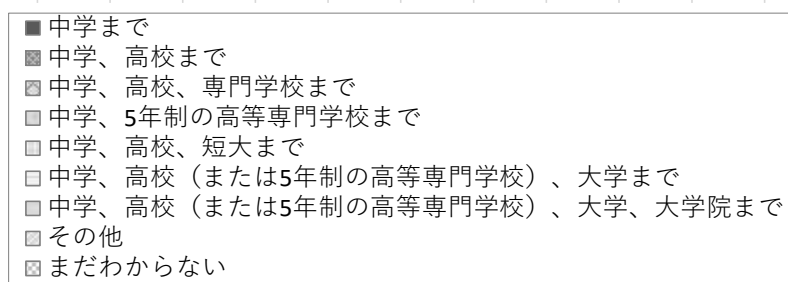 中学まで
中学、高校まで
中学、高校、専門学校まで
中学、5年制の高等専門学校まで
中学、高校、短大まで
中学、高校（または5年制の高等専門学校）、大学まで
中学、高校（または5年制の高等専門学校）、大学、大学院まで
その他
まだわからない